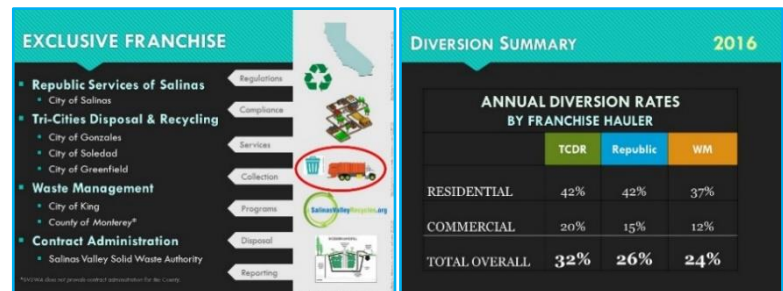 EXCLUSIVE FRANCHISE
Republic Services of Salinas
City of Salinas
Tri-Cities Disposal & Recycling
City of Gonzales
City of Soledad
City of Greenfield
Waste Management
City of King
County of Monterey*
Contract Administration
Salinas Valley Solid Waste Authority
Regulations
Compliance
Services
Collection
Programs
Disposal
Reporting
SalinasValleyRecycles.org
DIVERSION SUMMARY 2016
ANNUAL DIVERSION RATES
BY FRANCHISE HAULER
TCDR Republic WM
RESIDENTIAL 42% 42% 37%
COMMERCIAL 20% 15% 12%
TOTAL OVERALL 32% 26% 24%